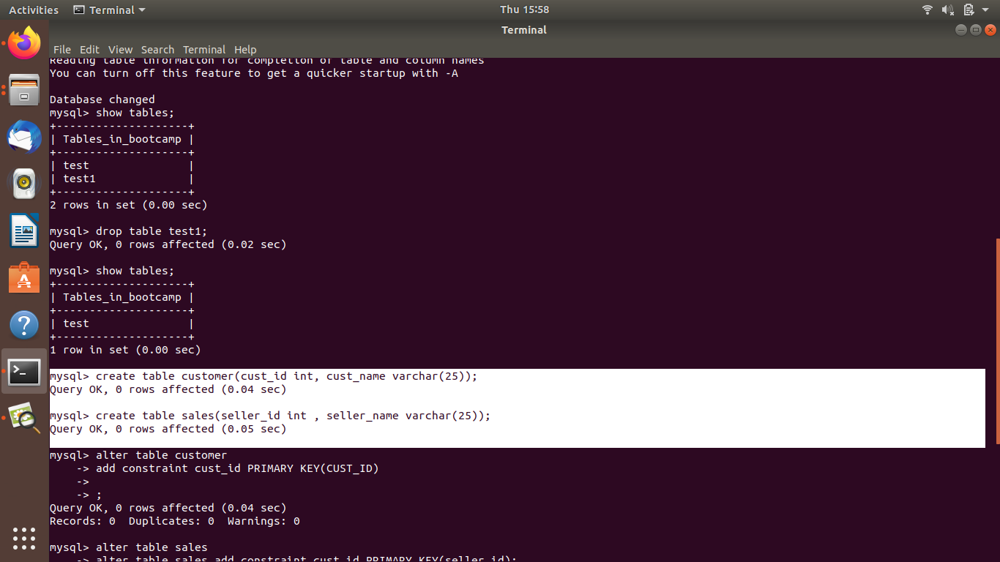 Activities Terminal Thu 15:58
Terminal
File Edit View Search Terminal Help
Reading table information for completion of table and column names
You can turn off this feature to get a quicker startup with -A
Database changed
mysql> show tables;
+--------------------+
| Tables_in_bootcamp |
+--------------------+
| test               |
| test1              |
+--------------------+
2 rows in set (0.00 sec)
mysql> drop table test1;
Query OK, 0 rows affected (0.02 sec)
mysql> show tables;
+--------------------+
| Tables_in_bootcamp |
+--------------------+
| test               |
+--------------------+
1 row in set (0.00 sec)
mysql> create table customer(cust_id int, cust_name varchar(25));
Query OK, 0 rows affected (0.04 sec)
mysql> create table sales(seller_id int , seller_name varchar(25));
Query OK, 0 rows affected (0.05 sec)
mysql> alter table customer
    -> add constraint cust_id PRIMARY KEY(CUST_ID)
    ->
    -> ;
Query OK, 0 rows affected (0.04 sec)
Records: 0  Duplicates: 0  Warnings: 0
mysql> alter table sales
    -> alter table sales add constraint cust_id PRIMARY KEY(seller_id);